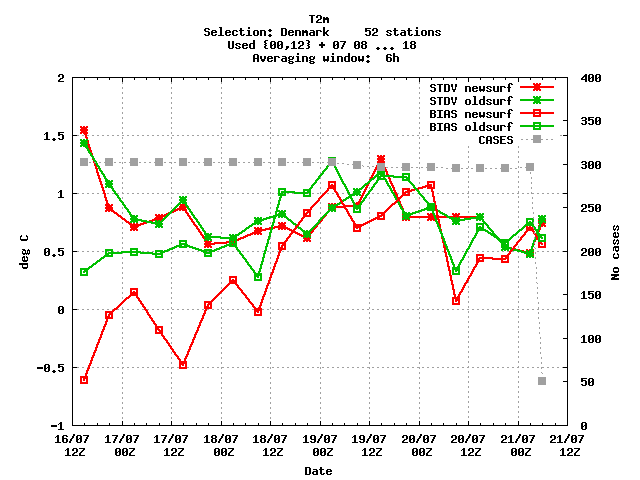 T2m
Selection: Denmark 52 stations
Used {00,12} + 07 08 ... 18
Averaging window: 6h
STDV newsurf
STDV oldsurf
BIAS newsurf
BIAS oldsurf
CASES
deg C
2
1.5
1
0.5
0
-0.5
-1
No cases
400
350
300
250
200
150
100
50
0
16/07 17/07 17/07 18/07 18/07 19/07 19/07 20/07 20/07 21/07 21/07
12Z 00Z 12Z 00Z 12Z 00Z 12Z 00Z 12Z 00Z 12Z
Date